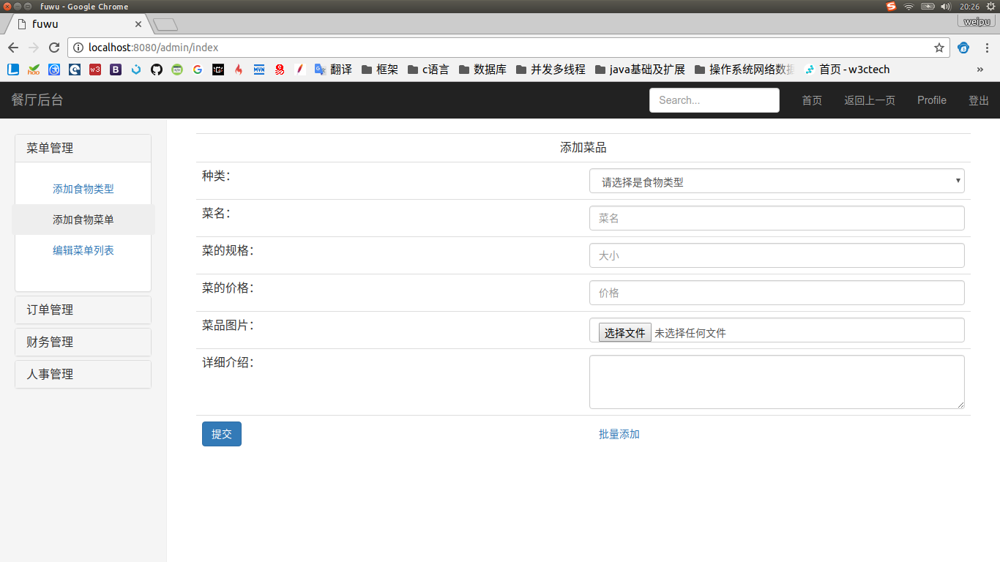 fuwu - Google Chrome
20:26
fuwu
weipu
localhost:8080/admin/index
翻译 框架 c语言 数据库 并发多线程 java基础及扩展 操作系统网络数据 首页 - w3ctech »
餐厅后台
Search...
首页
返回上一页
Profile
登出
菜单管理
添加食物类型
添加食物菜单
编辑菜单列表
订单管理
财务管理
人事管理
添加菜品
种类：
请选择是食物类型
菜名：
菜名
菜的规格：
大小
菜的价格：
价格
菜品图片：
选择文件 未选择任何文件
详细介绍：
提交
批量添加